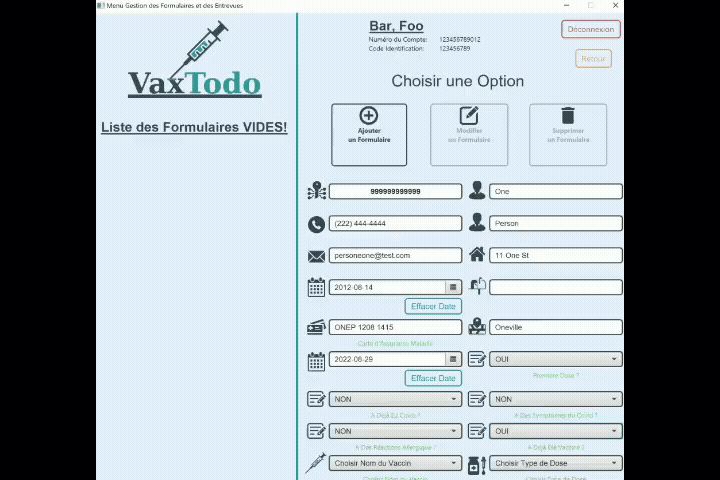 Menu Gestion des Formulaires et des Entrevues
VaxTodo
Liste des Formulaires VIDES!
Bar, Foo
Numéro du Compte: 123456789012
Code Identification: 123456789
Déconnexion
Retour
Choisir une Option
Ajouter
un Formulaire
Modifier
un Formulaire
Supprimer
un Formulaire
999999999999
One
(222) 444-4444
Person
personeone@test.com
11 One St
2012-08-14
Effacer Date
ONEP 1208 1415
Oneville
Carte d'Assurance Maladie
2022-08-29
OUI
Effacer Date
Première Dose ?
NON
NON
A Déjà Eu Covid ?
A Des Symptômes du Covid ?
NON
OUI
A Des Réactions Allergique ?
A Déjà Été Vacciné ?
Choisir Nom du Vaccin
Choisir Type de Dose